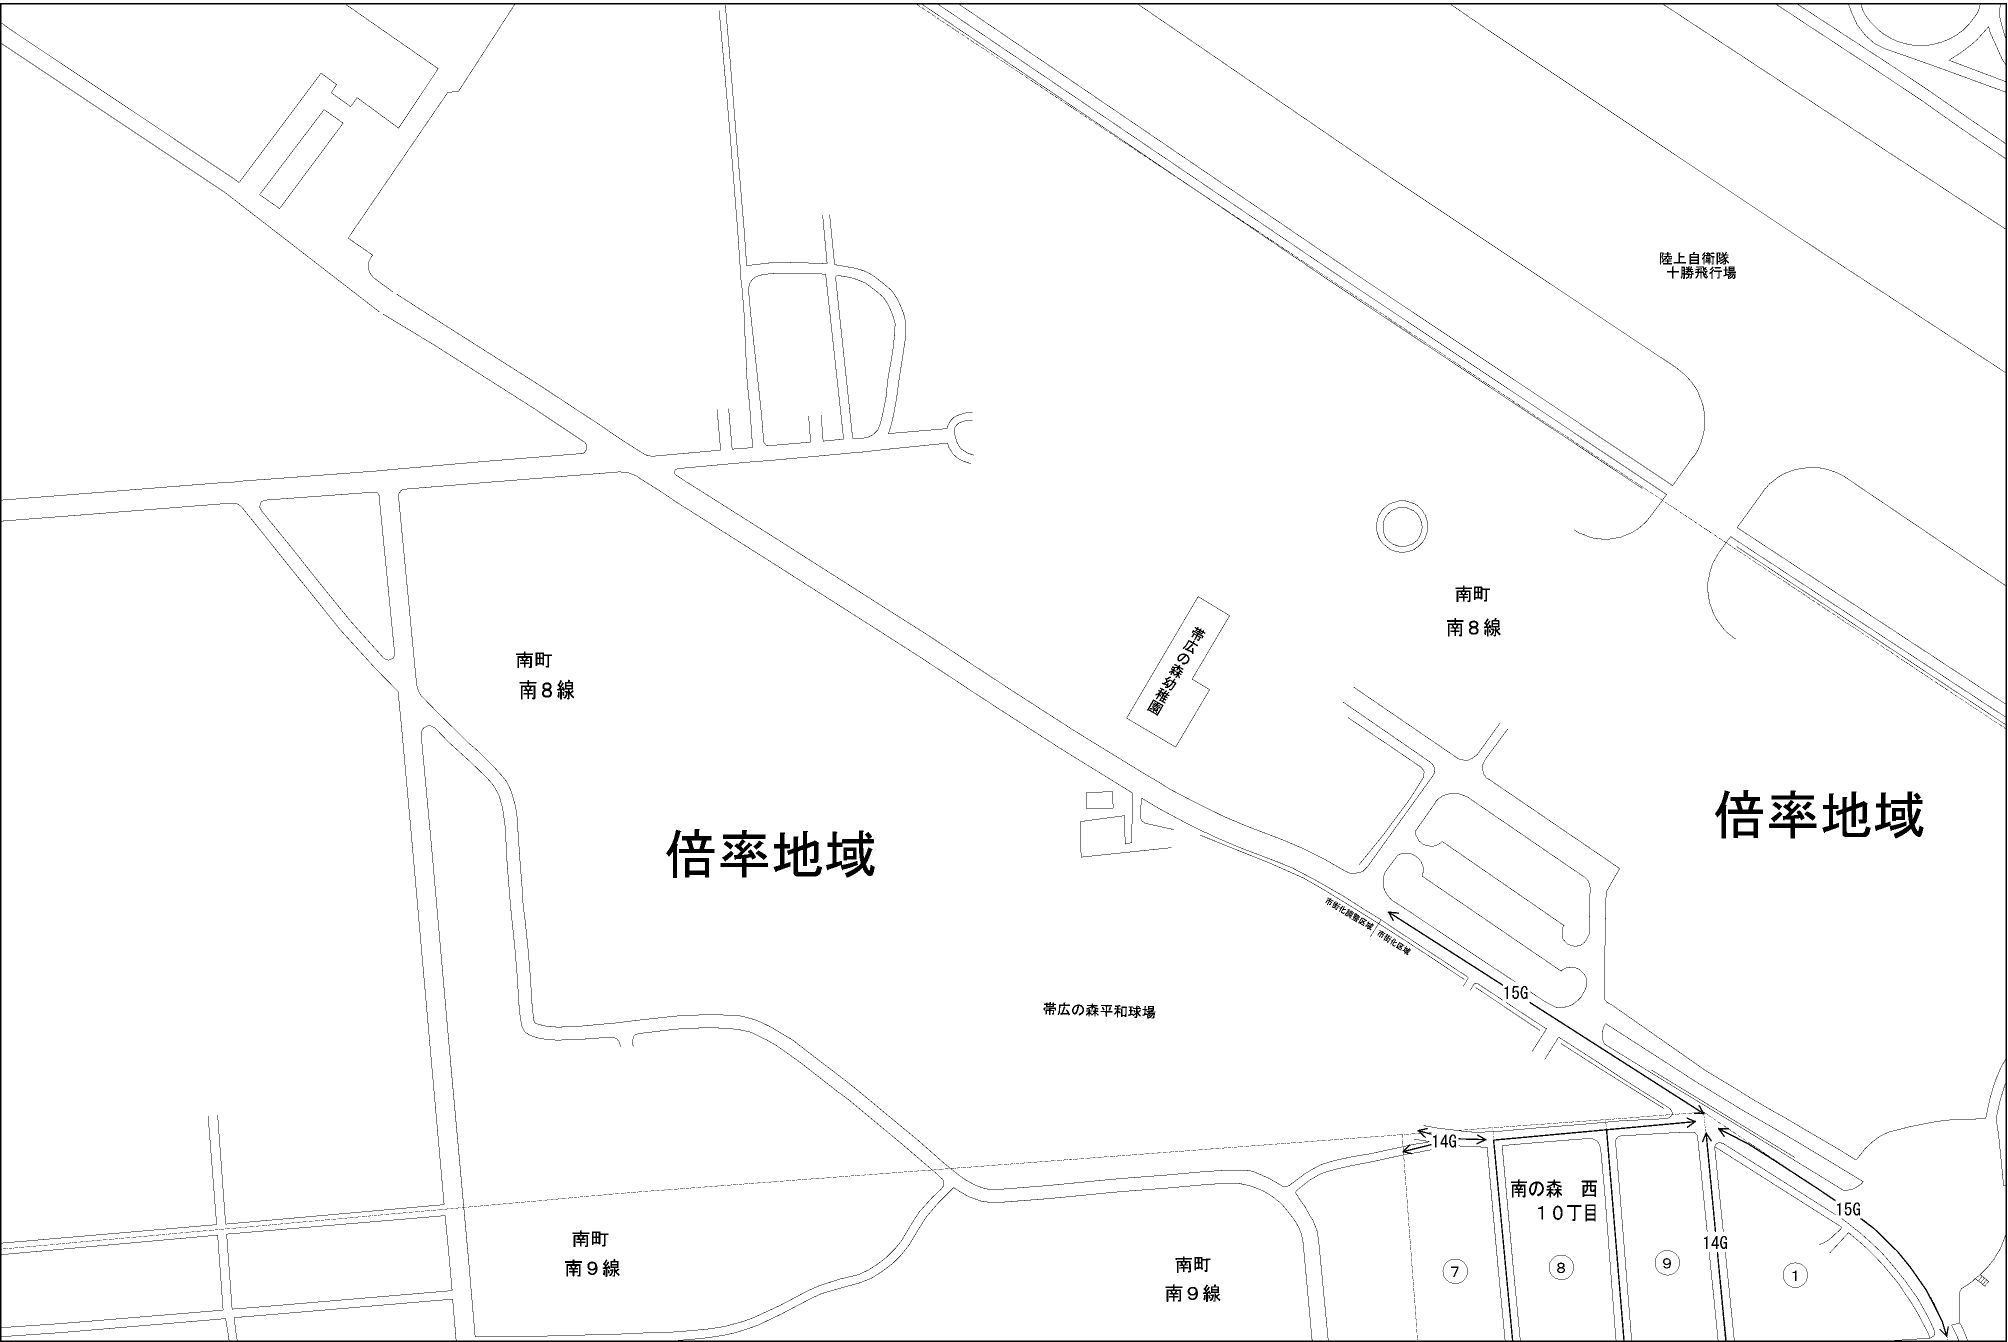 陸上自衛隊
十勝飛行場
南町
南8線
帯広の森幼稚園
南町
南8線
倍率地域
倍率地域
市街化調整区域
市街化区域
15G
帯広の森平和球場
14G
南の森 西
10丁目
15G
14G
南町
南9線
南町
南9線
7
8
9
1